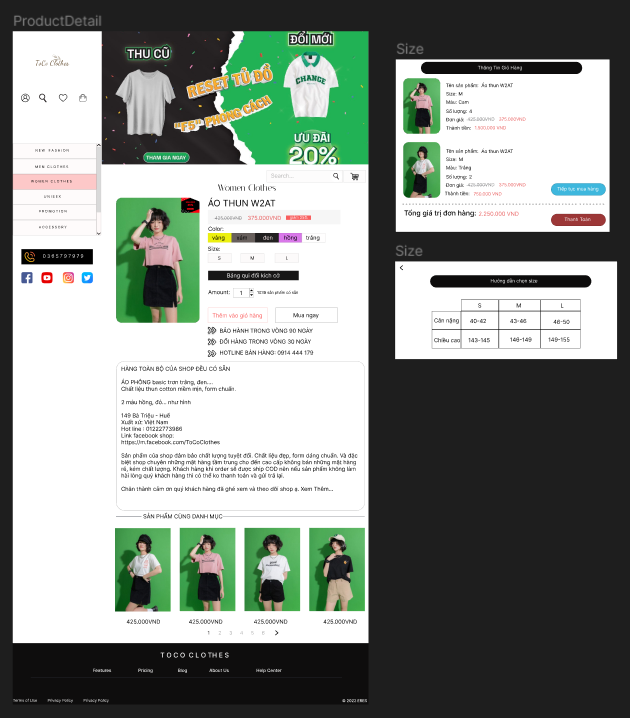 ProductDetail
ToCo Clothes
NEW FASHION
MEN CLOTHES
WOMEN CLOTHES
UNISEX
PROMOTION
ACCESSORY
0365797979
THU CŨ
ĐỔI MỚI
RESET TỦ ĐỒ
"F5" PHONG CÁCH
CHANGE
ƯU ĐÃI
20%
THAM GIA NGAY
Search...
Women Clothes
ÁO THUN W2AT
425.000VND 375.000VND
Color:
vàng xám đen hồng trắng
Size:
S M L
Bảng qui đổi kích cỡ
Amount: 1 1019 sản phẩm có sẵn
Thêm vào giỏ hàng Mua ngay
BẢO HÀNH TRONG VÒNG 90 NGÀY
ĐỔI HÀNG TRONG VÒNG 30 NGÀY
HOTLINE BÁN HÀNG: 0914 444 179
HÀNG TOÀN BỘ CỦA SHOP ĐỀU CÓ SẴN
ÁO PHÔNG basic trơn trắng, đen....
Chất liệu thun cotton mềm mịn, form chuẩn.
2 màu hồng, đỏ... như hình
149 Bà Triệu - Huế
Xuất xứ: Việt Nam
Hot line : 01222773986
Link facebook shop:
https://m.facebook.com/ToCoClothes
Sản phẩm của shop đảm bảo chất lượng tuyệt đối. Chất liệu đẹp, form dáng chuẩn. Và đặc
biệt shop chuyên những mặt hàng tầm trung cho đến cao cấp không bán những mặt hàng
rẻ, kém chất lượng. Khách hàng khi order sẽ được ship COD nên nếu sản phẩm không làm
hài lòng quý khách hàng thì có thể ko thanh toán và gửi trả lại.
Chân thành cảm ơn quý khách hàng đã ghé xem và theo dõi shop ạ. Xem Thêm...
SẢN PHẨM CÙNG DANH MỤC
425.000VND 425.000VND 425.000VND 425.000VND
1 2 3 4 5 6
TOCO CLOTHES
Features Pricing Blog About Us Help Center
Terms of Use Privacy Policy Privacy Policy © 2022 EBES
Size
Thông Tin Giỏ Hàng
Tên sản phẩm: Áo thun W2AT
Size: M
Màu: Cam
Số lượng: 4
Đơn giá: 425.000VND 375.000VND
Thành tiền: 1.500.000 VND
Tên sản phẩm: Áo thun W2AT
Size: M
Màu: Trắng
Số lượng: 2
Đơn giá: 425.000VND 375.000VND
Thành tiền: 750.000 VND
Tiếp tục mua hàng
Tổng giá trị đơn hàng: 2.250.000 VND
Thanh Toán
Size
Hướng dẫn chọn size
S M L
Cân nặng 40-42 43-46 46-50
Chiều cao 143-145 146-149 149-155